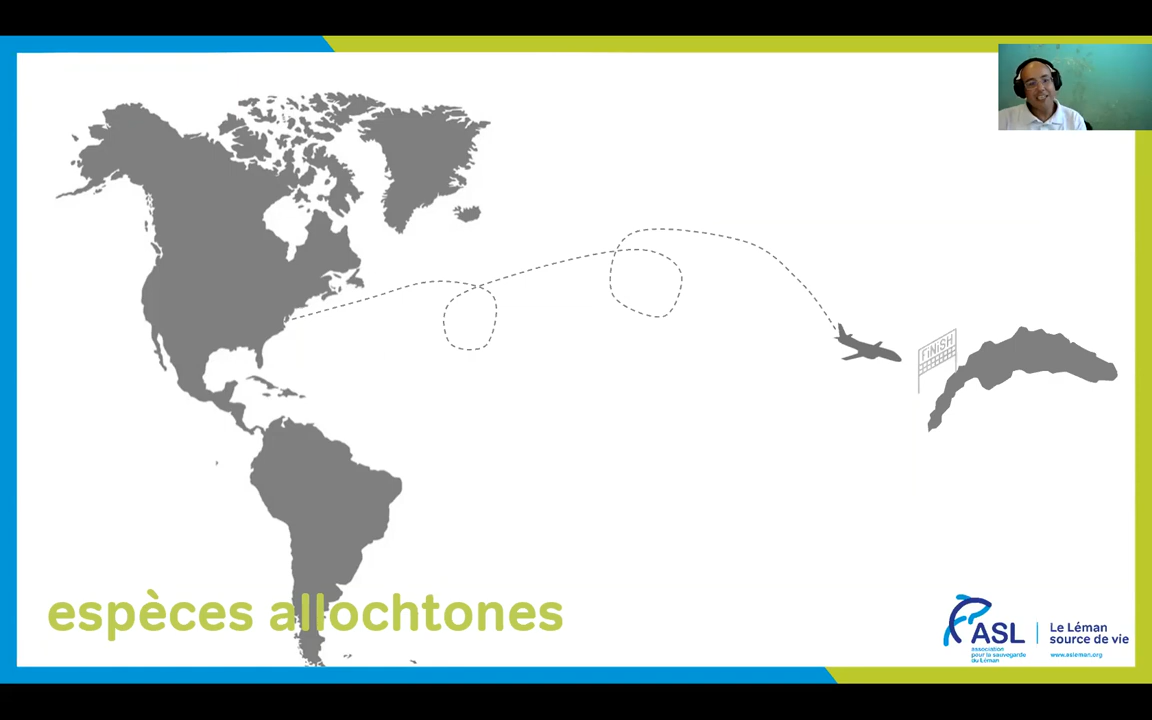 FINISH
espèces allochtones
ASL
association
pour la sauvegarde
du Léman
Le Léman
source de vie
www.asleman.org